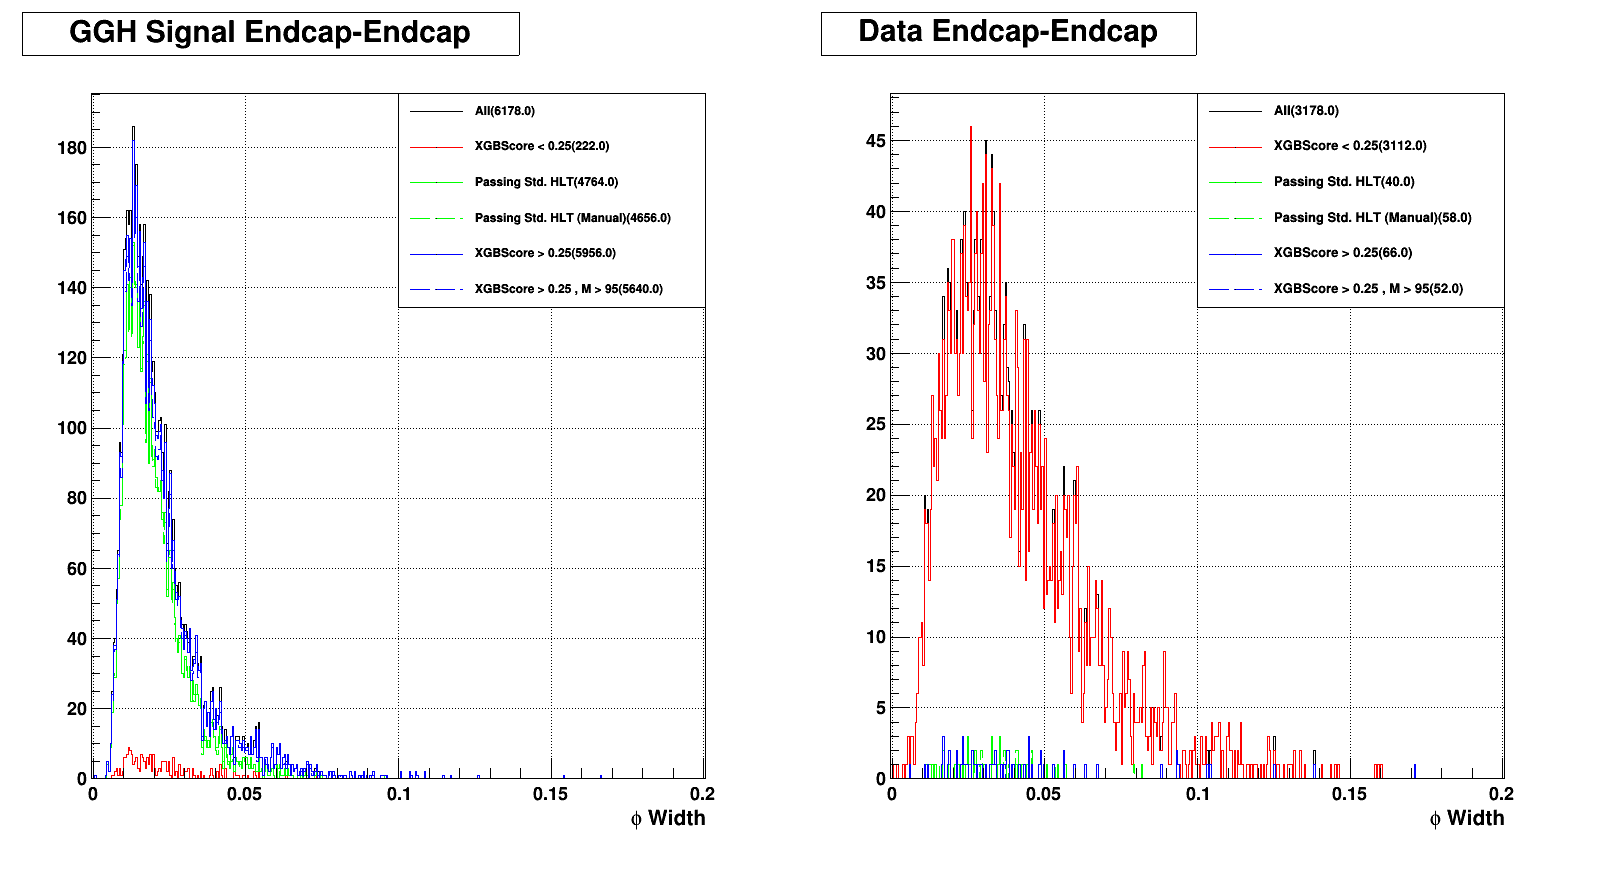 GGH Signal Endcap-Endcap
All(6178.0)
XGBScore < 0.25(222.0)
Passing Std. HLT(4764.0)
Passing Std. HLT (Manual)(4656.0)
XGBScore > 0.25(5956.0)
XGBScore > 0.25 , M > 95(5640.0)
180
160
140
120
100
80
60
40
20
0
0 0.05 0.1 0.15 0.2
ϕ Width
Data Endcap-Endcap
All(3178.0)
XGBScore < 0.25(3112.0)
Passing Std. HLT(40.0)
Passing Std. HLT (Manual)(58.0)
XGBScore > 0.25(66.0)
XGBScore > 0.25 , M > 95(52.0)
45
40
35
30
25
20
15
10
5
0
0 0.05 0.1 0.15 0.2
ϕ Width